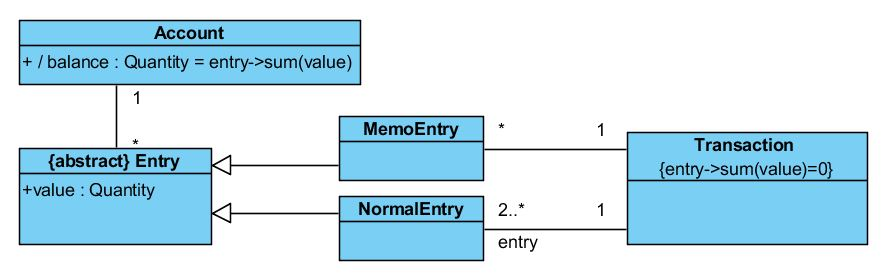 Account
+ / balance : Quantity = entry->sum(value)
1
*
{abstract} Entry
+value : Quantity
MemoEntry
*
1
NormalEntry
2..*
1
entry
Transaction
{entry->sum(value)=0}